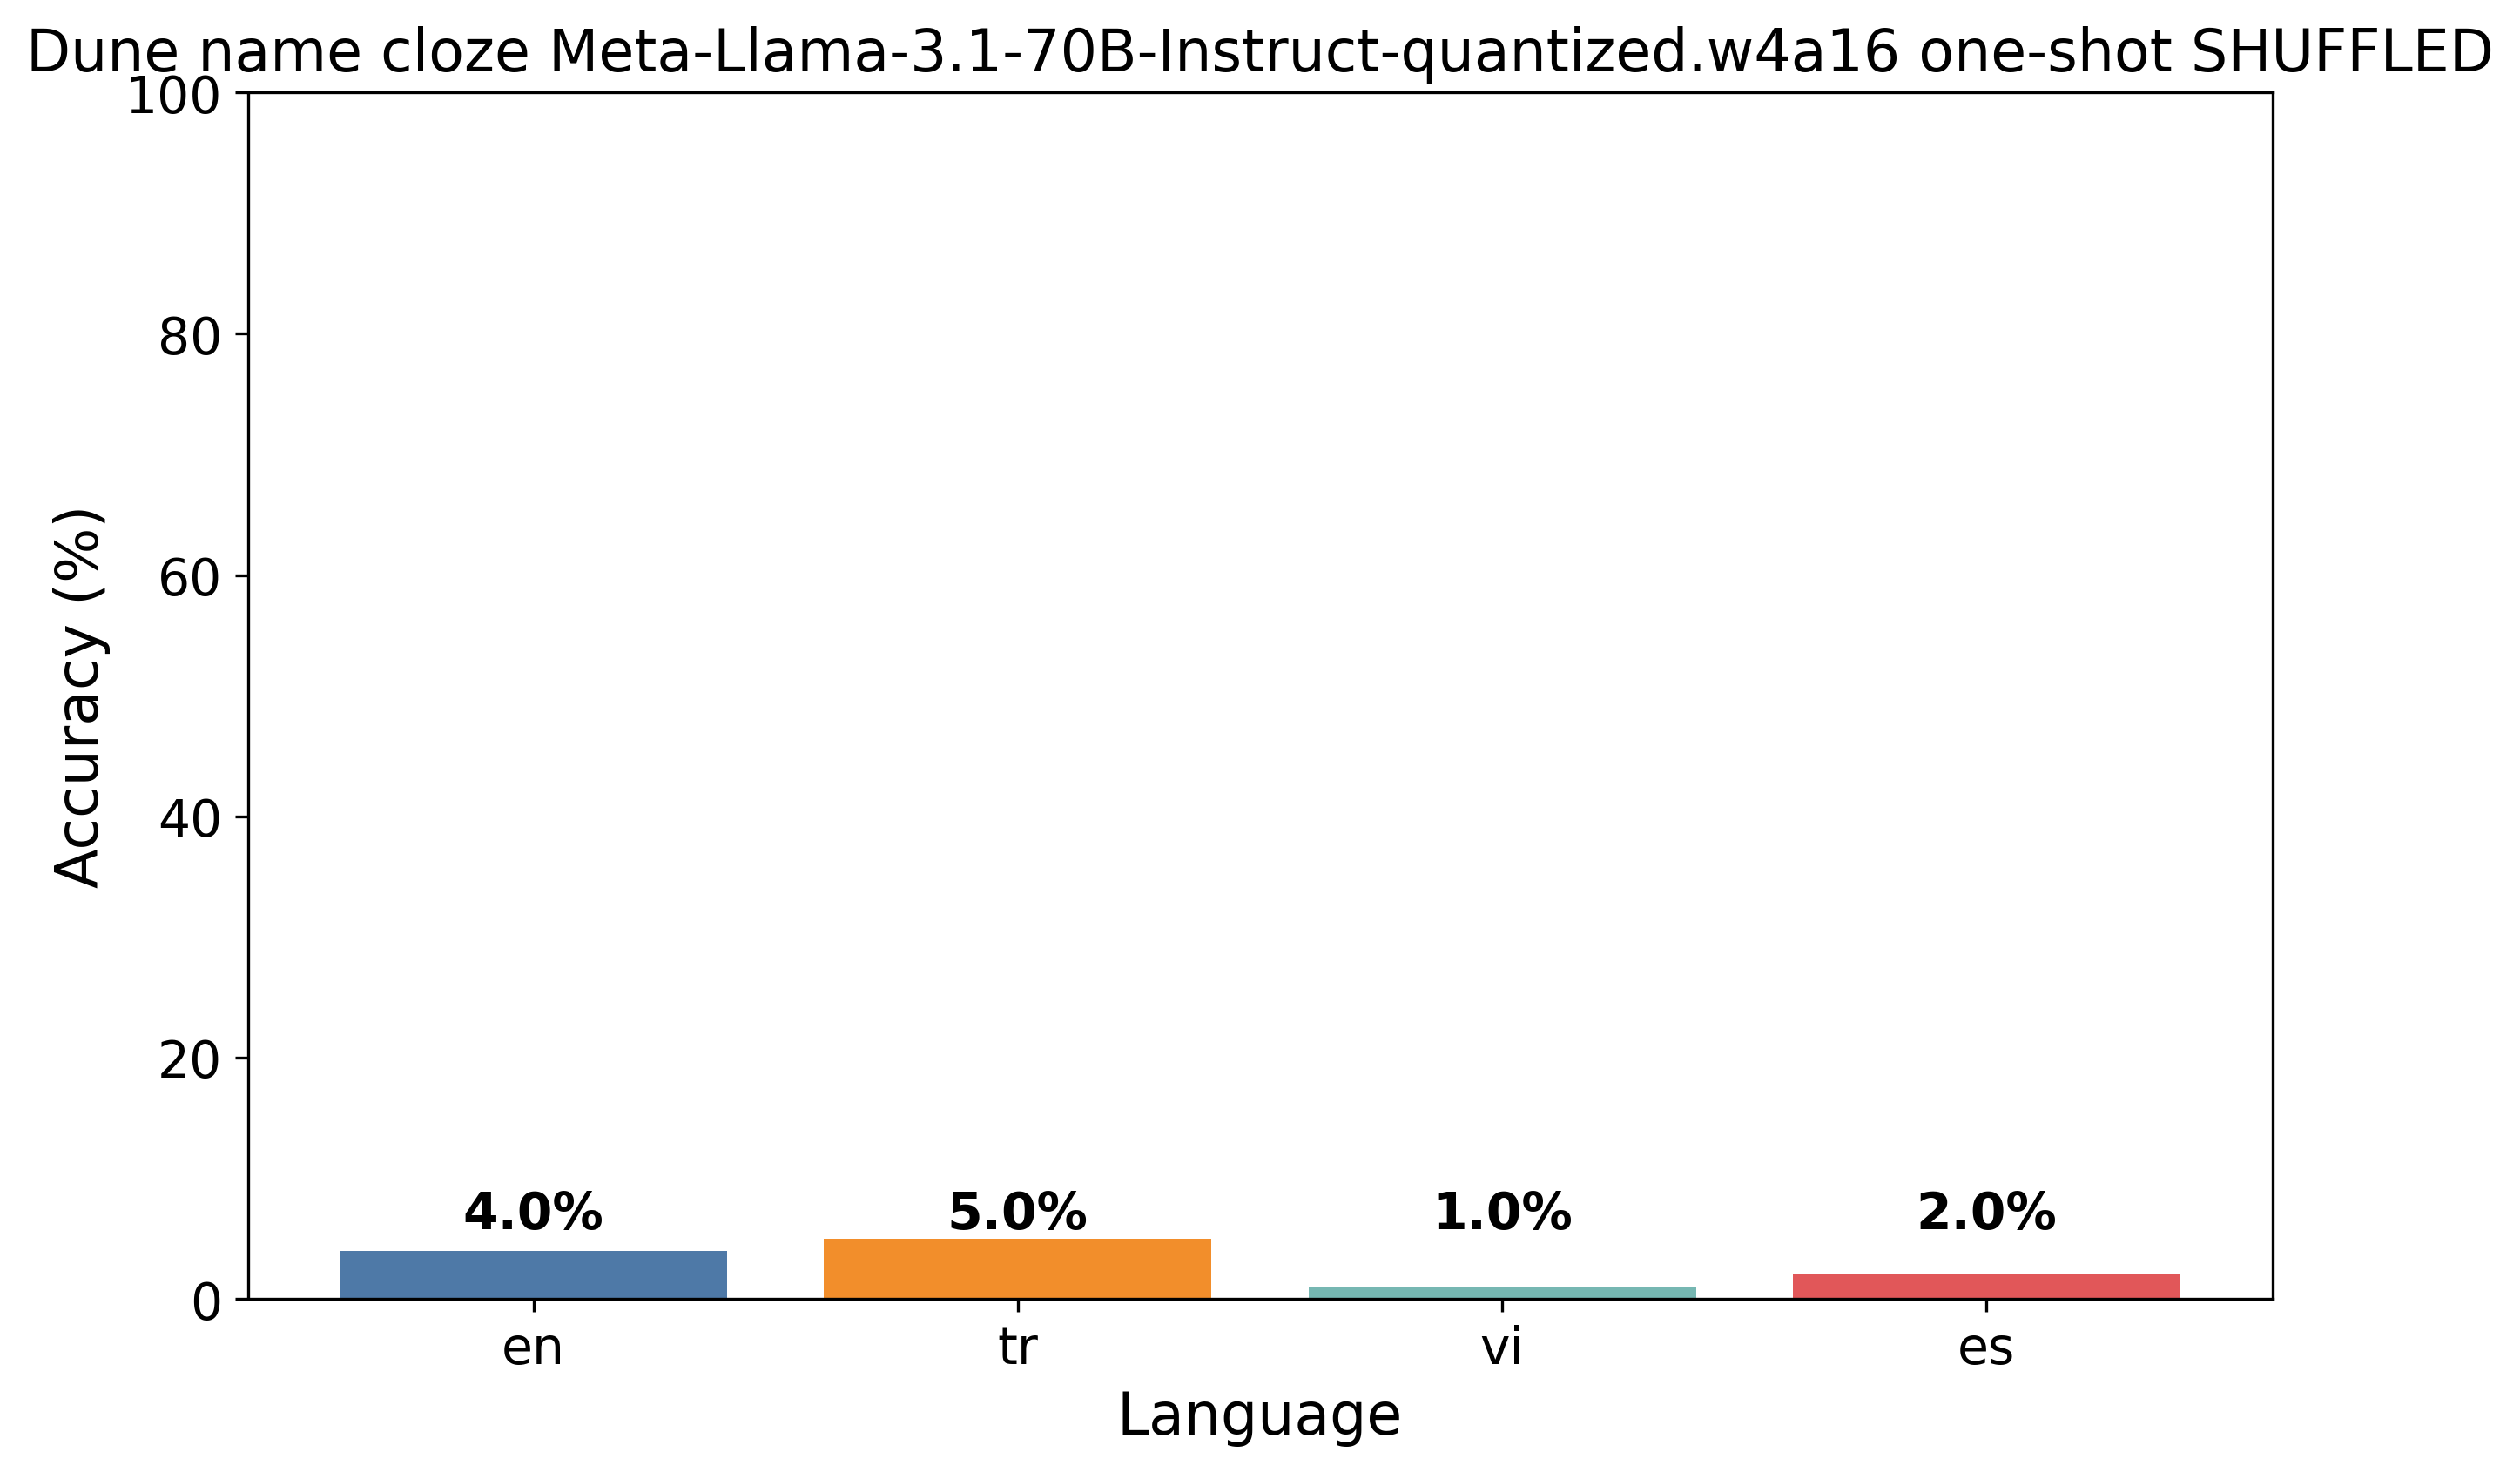 Dune name cloze Meta-Llama-3.1-70B-Instruct-quantized.w4a16 one-shot SHUFFLED
100
80
60
40
20
0
Accuracy (%)
4.0% 5.0% 1.0% 2.0%
en tr vi es
Language